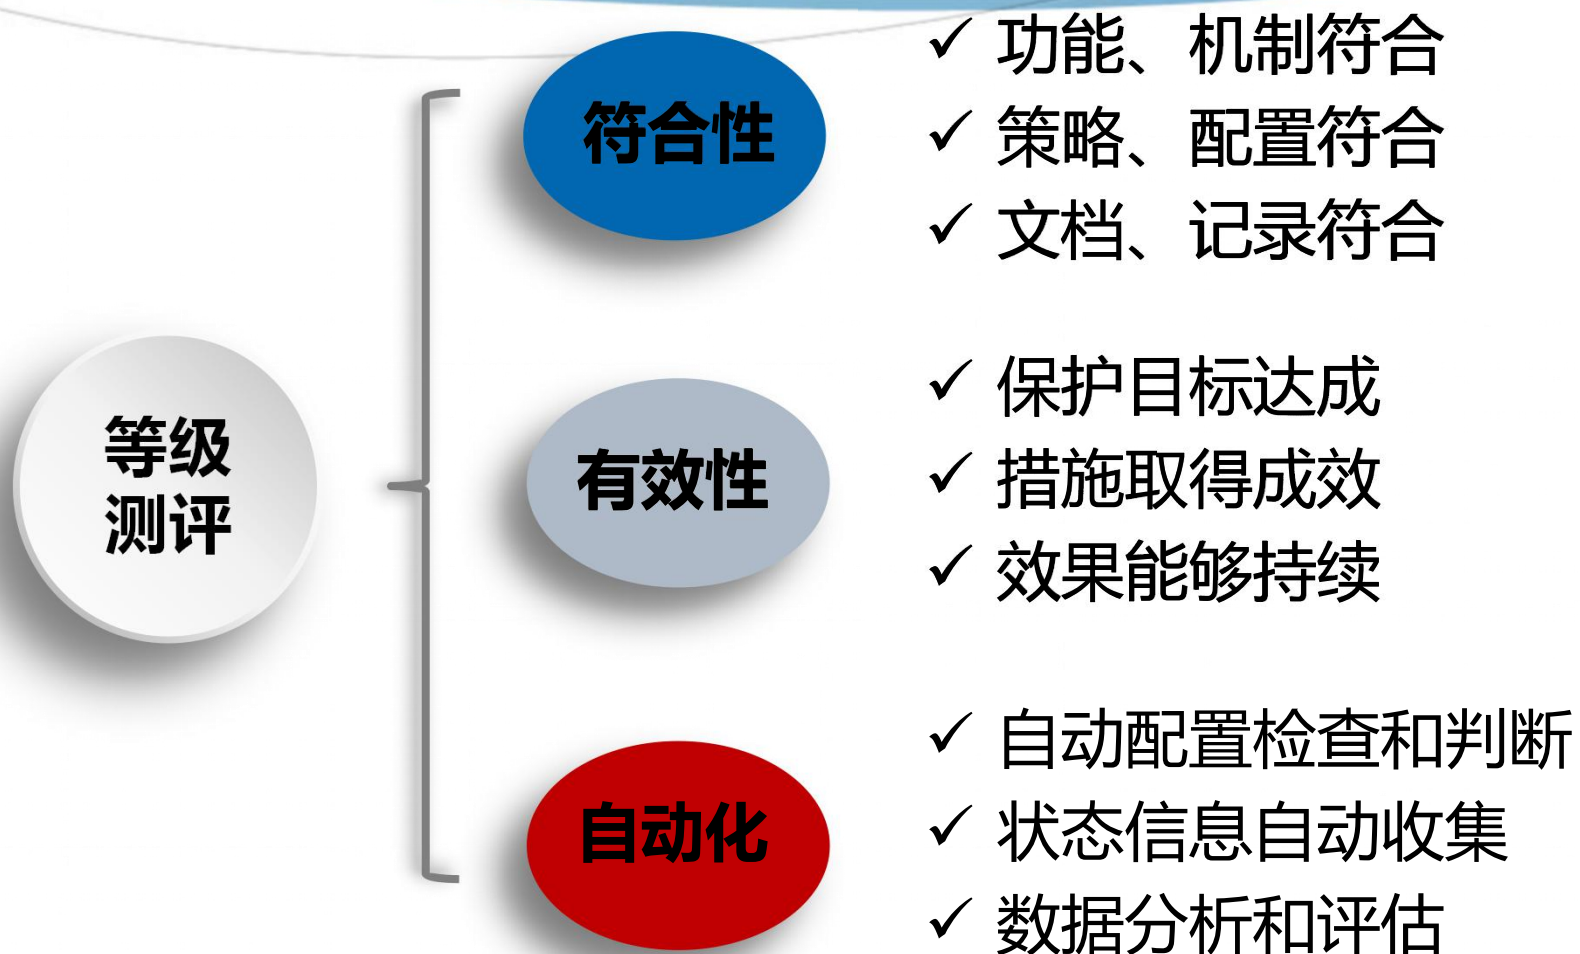 等级
测评
符合性
✓ 功能、机制符合
✓ 策略、配置符合
✓ 文档、记录符合
有效性
✓ 保护目标达成
✓ 措施取得成效
✓ 效果能够持续
自动化
✓ 自动配置检查和判断
✓ 状态信息自动收集
✓ 数据分析和评估